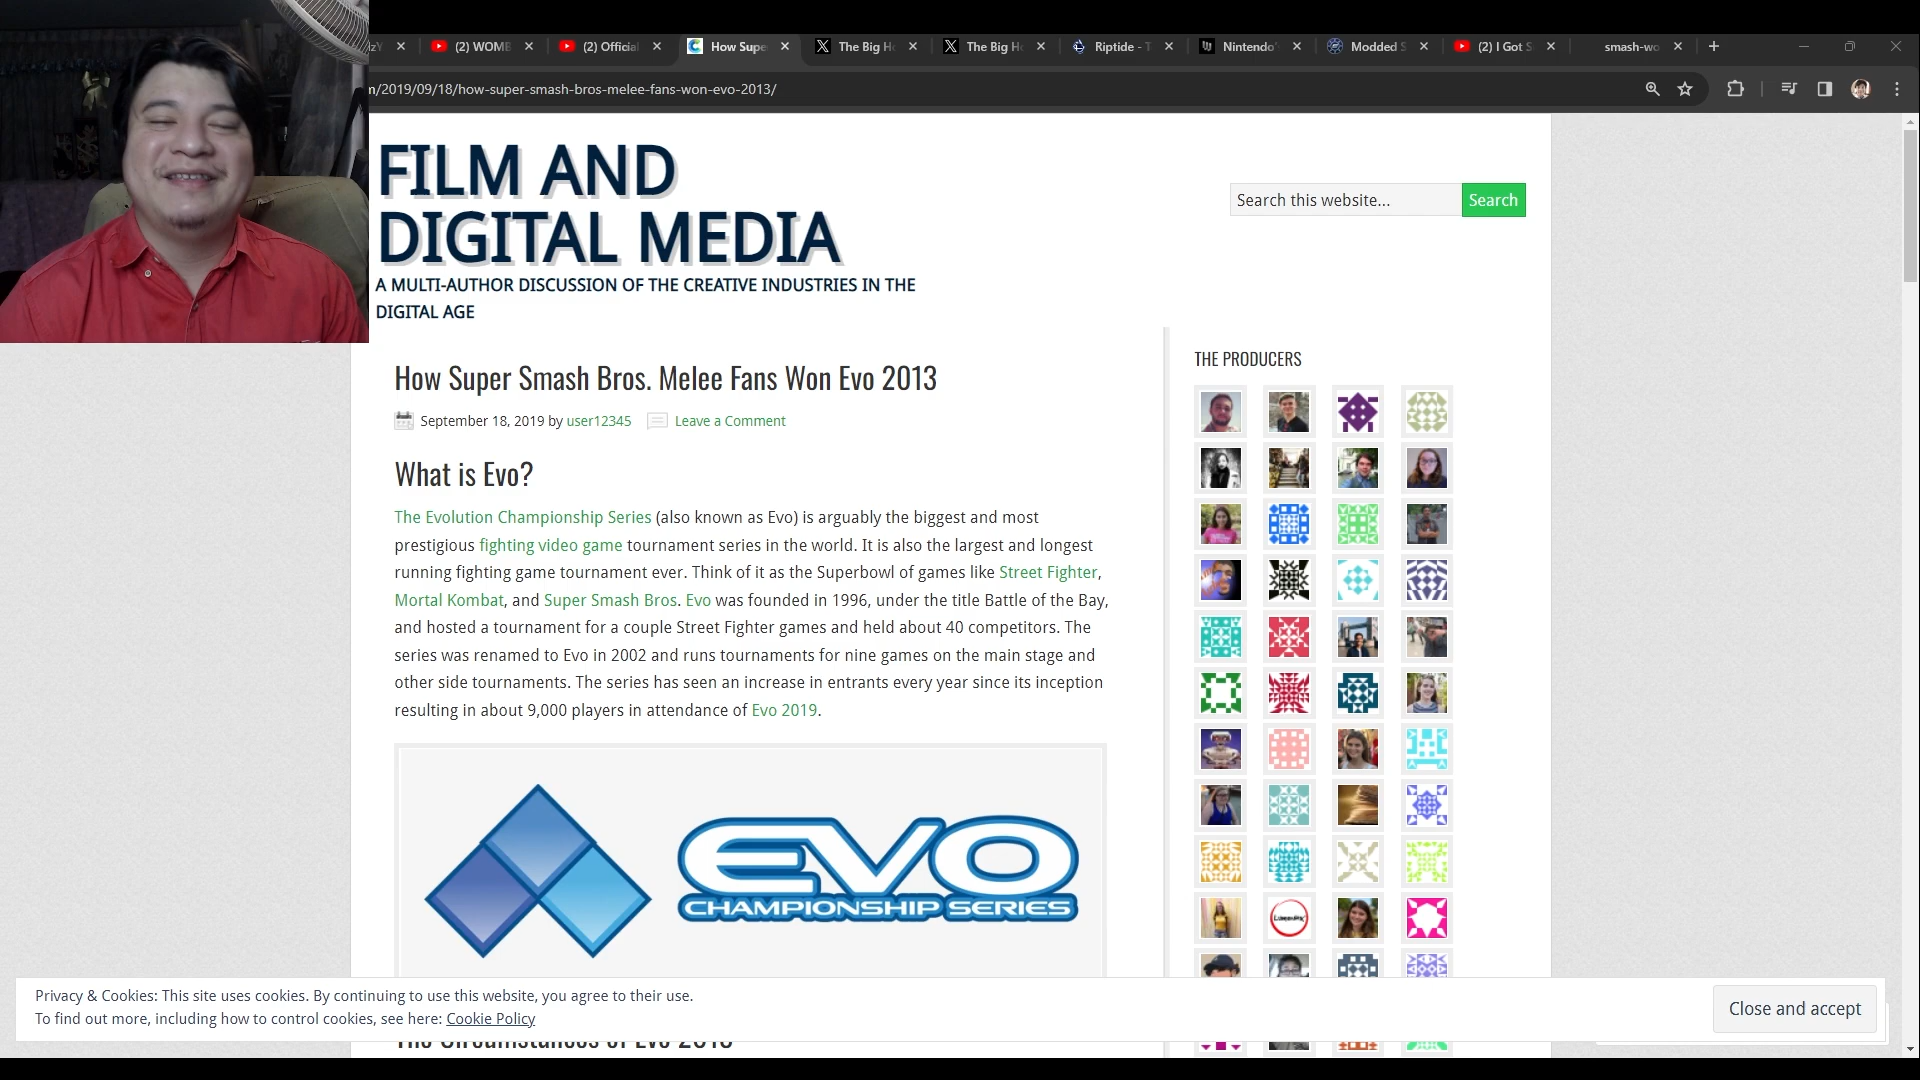 (2) WOMB
(2) Official
How Supe
The Big Ho
The Big Ho
Riptide - T
Nintendo'
Modded S
(2) I Got S
smash-wo
/2019/09/18/how-super-smash-bros-melee-fans-won-evo-2013/
FILM AND
DIGITAL MEDIA
A MULTI-AUTHOR DISCUSSION OF THE CREATIVE INDUSTRIES IN THE
DIGITAL AGE
Search this website...
Search
How Super Smash Bros. Melee Fans Won Evo 2013
September 18, 2019 by user12345 Leave a Comment
What is Evo?
The Evolution Championship Series (also known as Evo) is arguably the biggest and most
prestigious fighting video game tournament series in the world. It is also the largest and longest
running fighting game tournament ever. Think of it as the Superbowl of games like Street Fighter,
Mortal Kombat, and Super Smash Bros. Evo was founded in 1996, under the title Battle of the Bay,
and hosted a tournament for a couple Street Fighter games and held about 40 competitors. The
series was renamed to Evo in 2002 and runs tournaments for nine games on the main stage and
other side tournaments. The series has seen an increase in entrants every year since its inception
resulting in about 9,000 players in attendance of Evo 2019.
EVO
CHAMPIONSHIP SERIES
THE PRODUCERS
Privacy & Cookies: This site uses cookies. By continuing to use this website, you agree to their use.
To find out more, including how to control cookies, see here: Cookie Policy
Close and accept
The Circumstances of Evo 2013